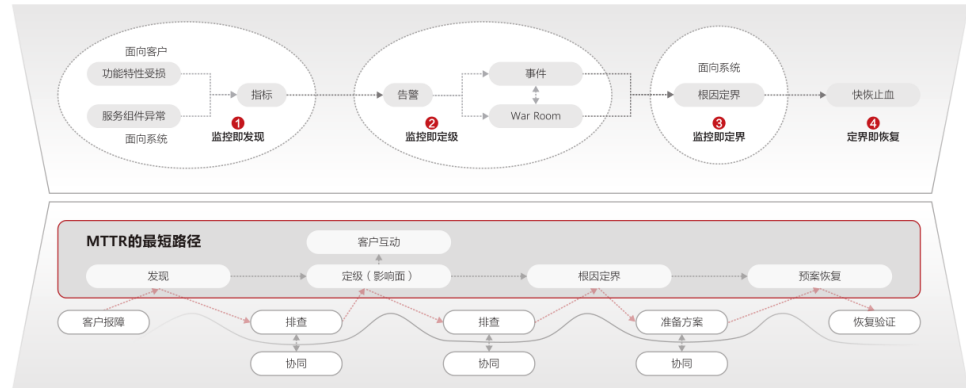 面向客户
功能特性受损
服务组件异常
面向系统
指标
1
监控即发现
告警
2
监控即定级
事件
War Room
面向系统
根因定界
3
监控即定界
快恢止血
4
定界即恢复
MTTR的最短路径
客户互动
发现
定级（影响面）
根因定界
预案恢复
客户报障
排查
排查
准备方案
恢复验证
协同
协同
协同